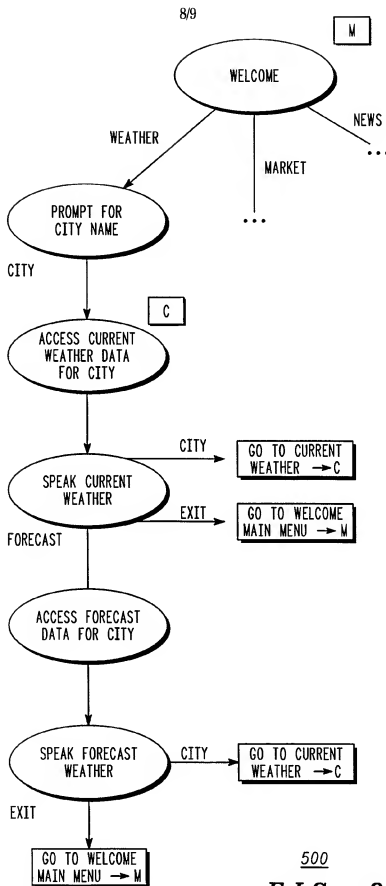 8/9
M
WELCOME
NEWS
WEATHER
...
MARKET
PROMPT FOR
CITY NAME
...
CITY
C
ACCESS CURRENT
WEATHER DATA
FOR CITY
CITY
GO TO CURRENT
WEATHER → C
SPEAK CURRENT
WEATHER
EXIT
GO TO WELCOME
MAIN MENU → M
FORECAST
ACCESS FORECAST
DATA FOR CITY
SPEAK FORECAST
WEATHER
CITY
GO TO CURRENT
WEATHER → C
EXIT
GO TO WELCOME
MAIN MENU → M
500